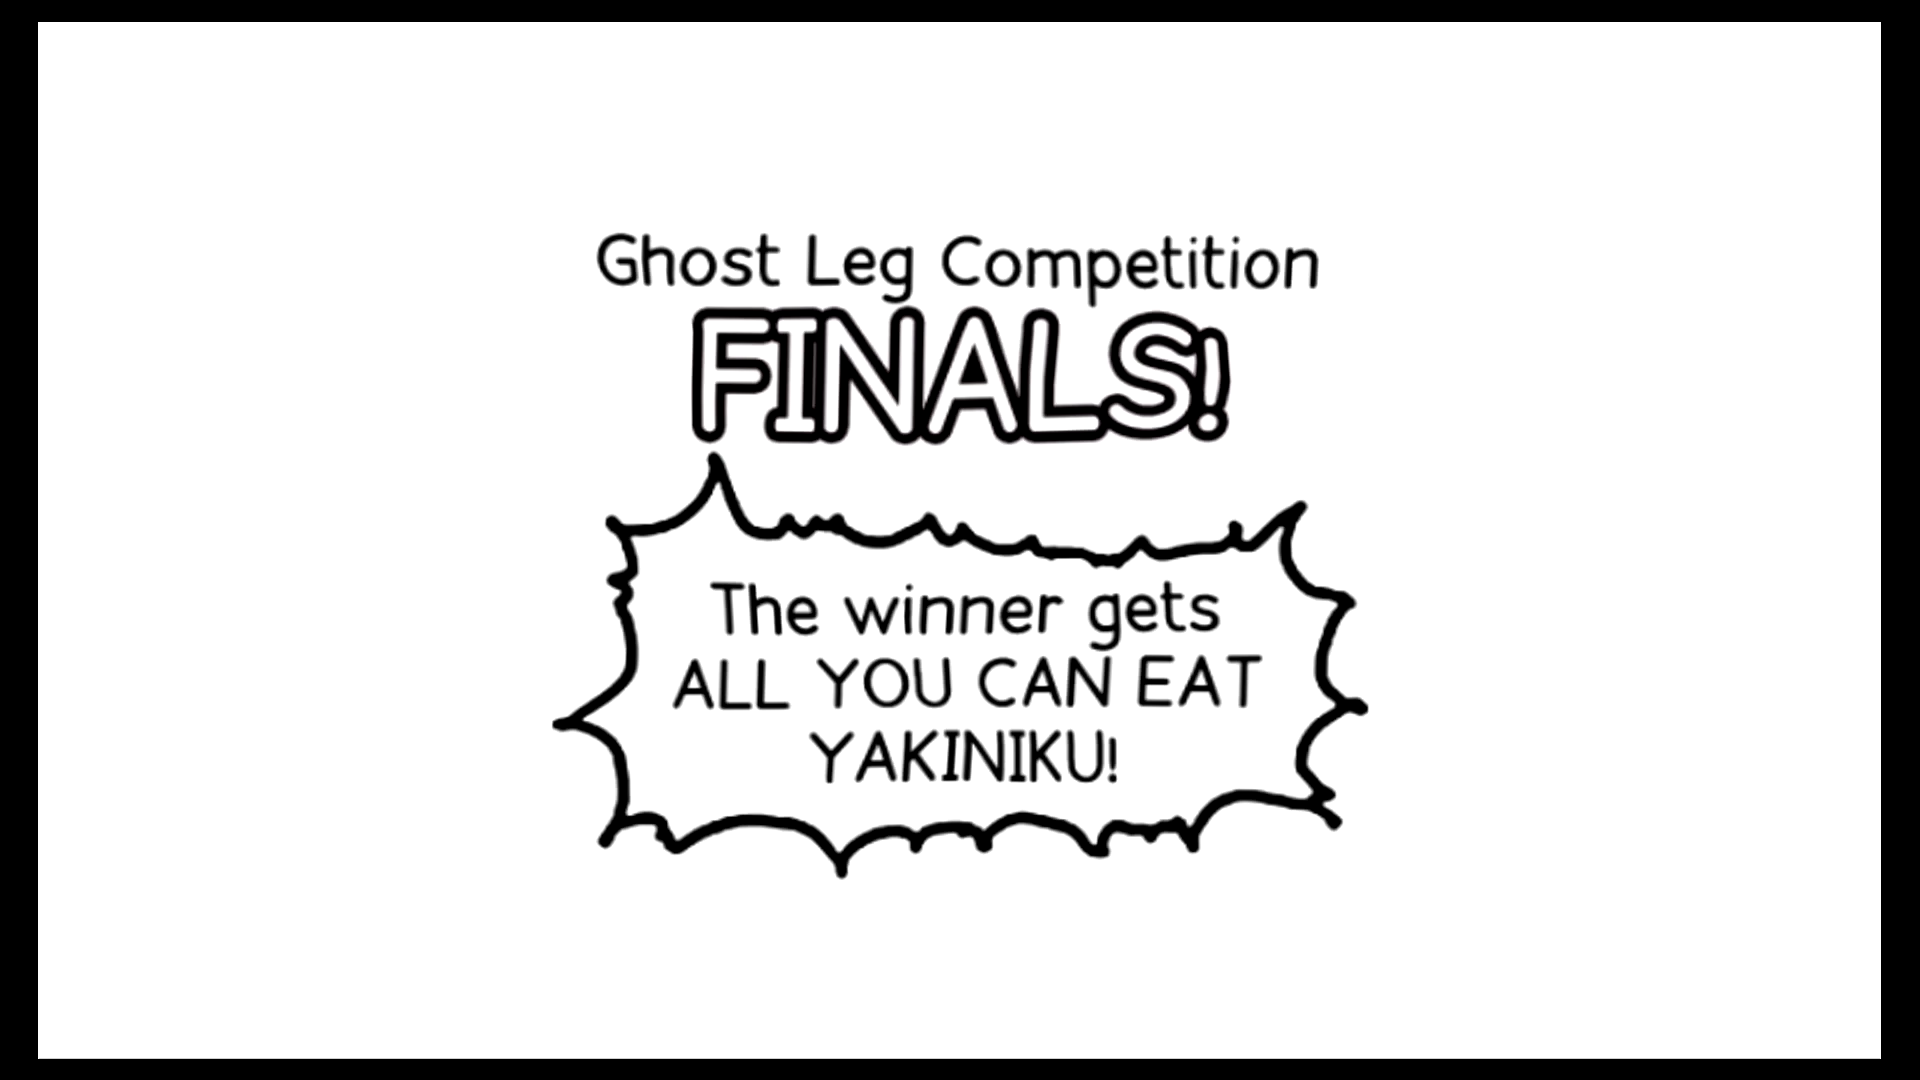 Ghost Leg Competition
FINALS!
The winner gets
ALL YOU CAN EAT
YAKINIKU!